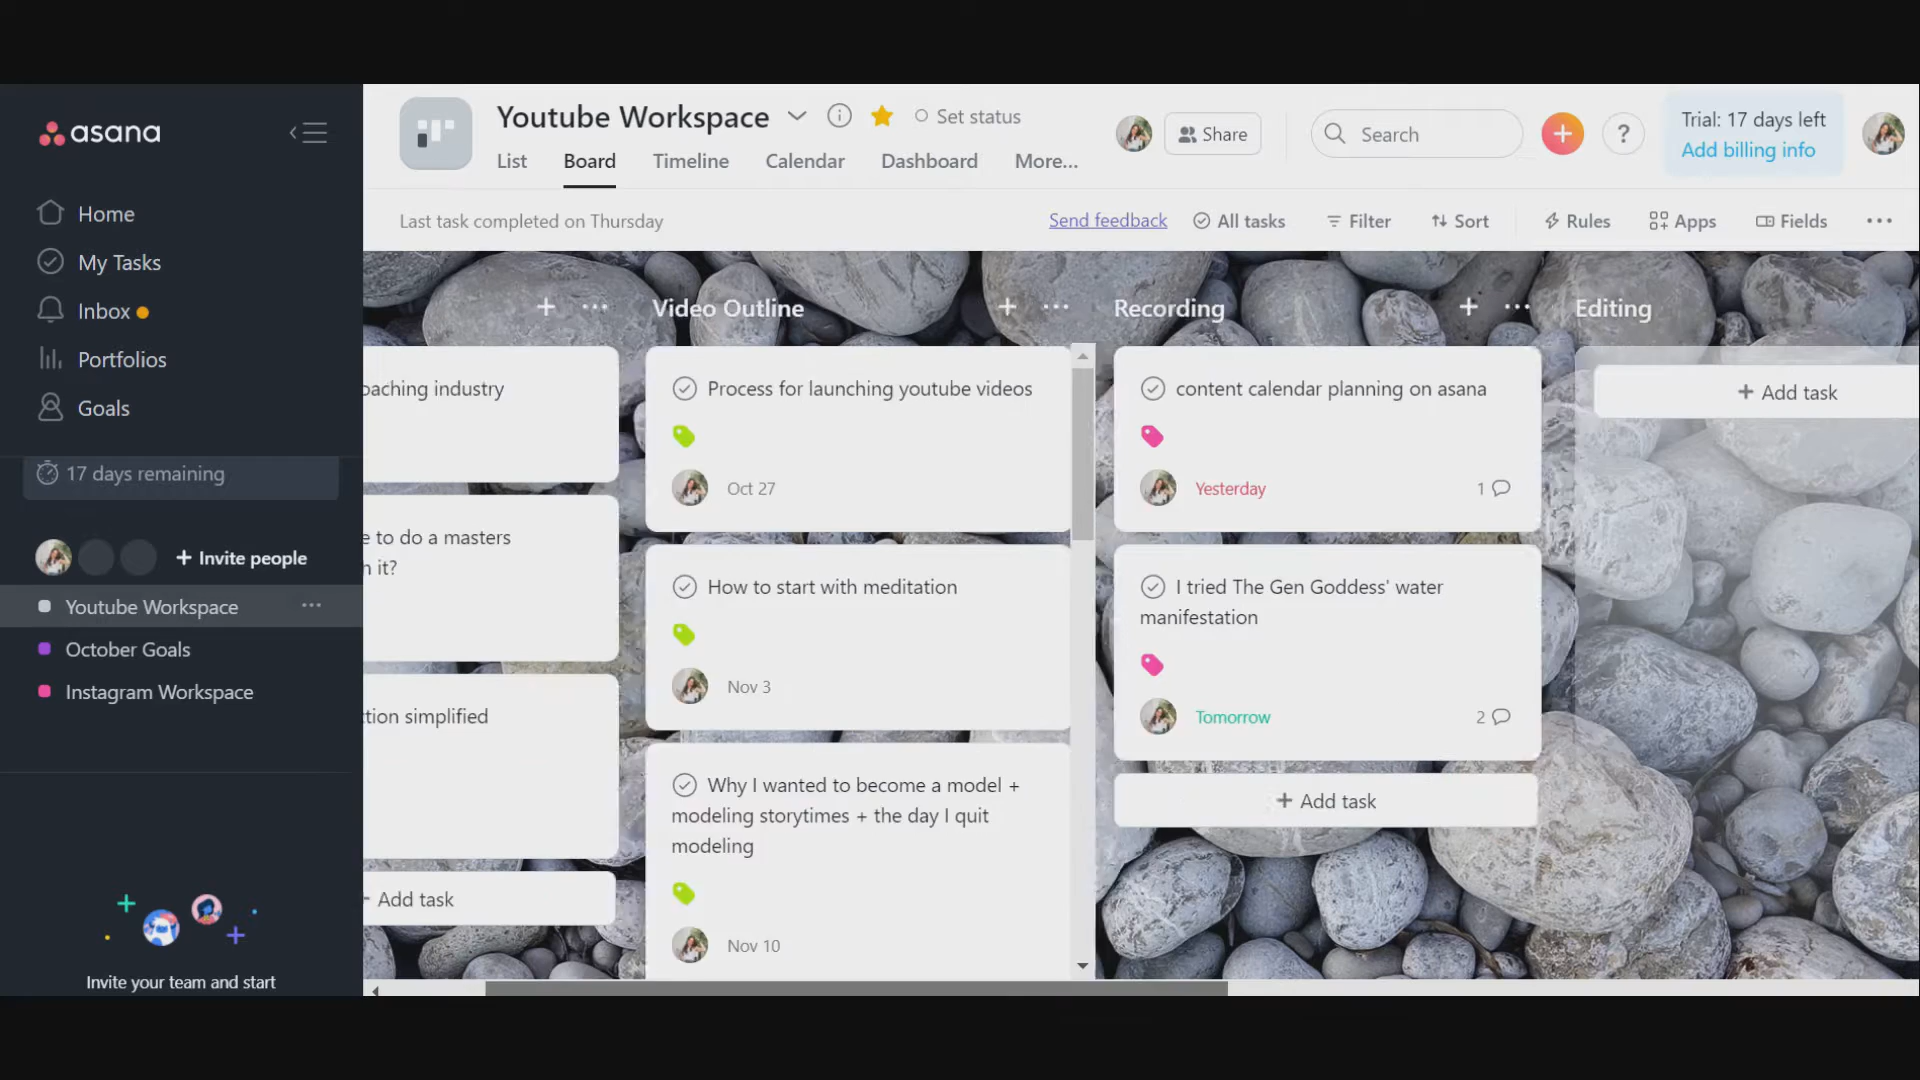 asana
Home
My Tasks
Inbox
Portfolios
Goals
17 days remaining
+ Invite people
Youtube Workspace ...
October Goals
Instagram Workspace
Invite your team and start
Youtube Workspace
Set status
List Board Timeline Calendar Dashboard More...
Share
Search
+ ?
Trial: 17 days left
Add billing info
Last task completed on Thursday
Send feedback All tasks Filter Sort Rules Apps Fields ...
+ ...
oaching industry
e to do a masters
it?
simplified
Add task
Video Outline + ...
Process for launching youtube videos
Oct 27
How to start with meditation
Nov 3
Why I wanted to become a model +
modeling storytimes + the day I quit
modeling
Nov 10
Recording + ...
content calendar planning on asana
Yesterday 1
I tried The Gen Goddess' water
manifestation
Tomorrow 2
+ Add task
Editing
+ Add task